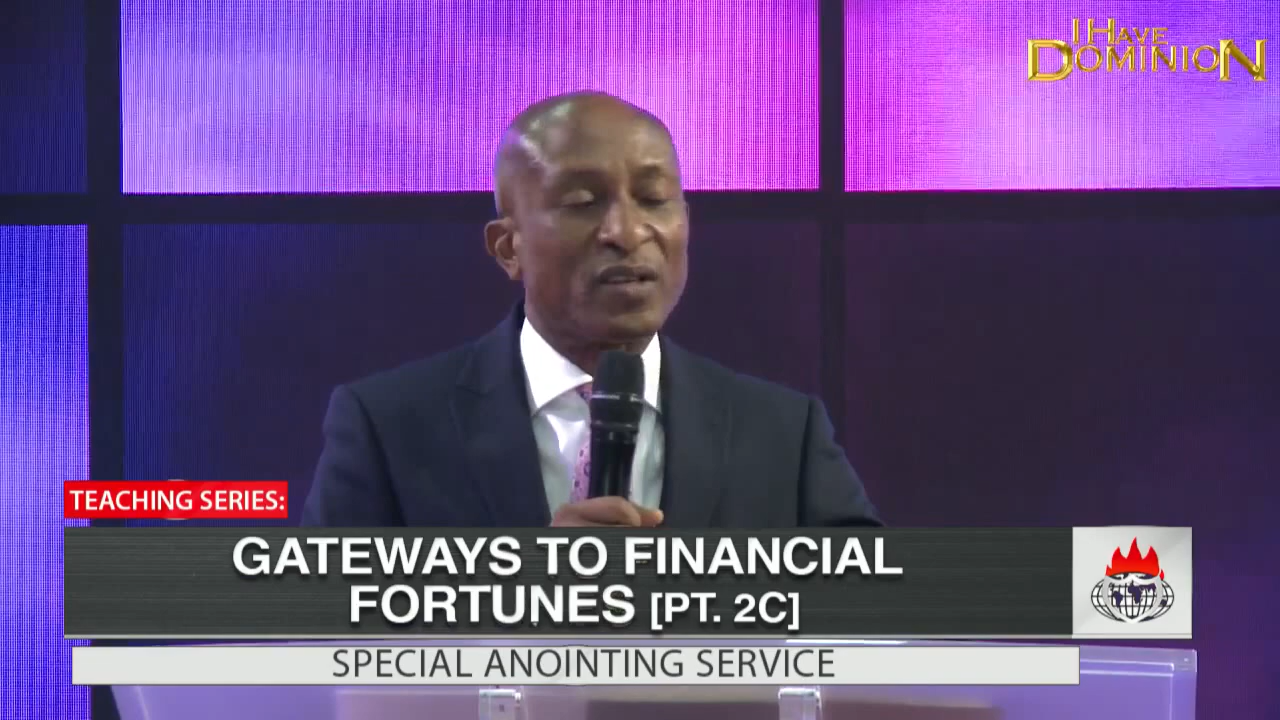 I HAVE
DOMINION
TEACHING SERIES:
GATEWAYS TO FINANCIAL
FORTUNES [PT. 2C]
SPECIAL ANOINTING SERVICE